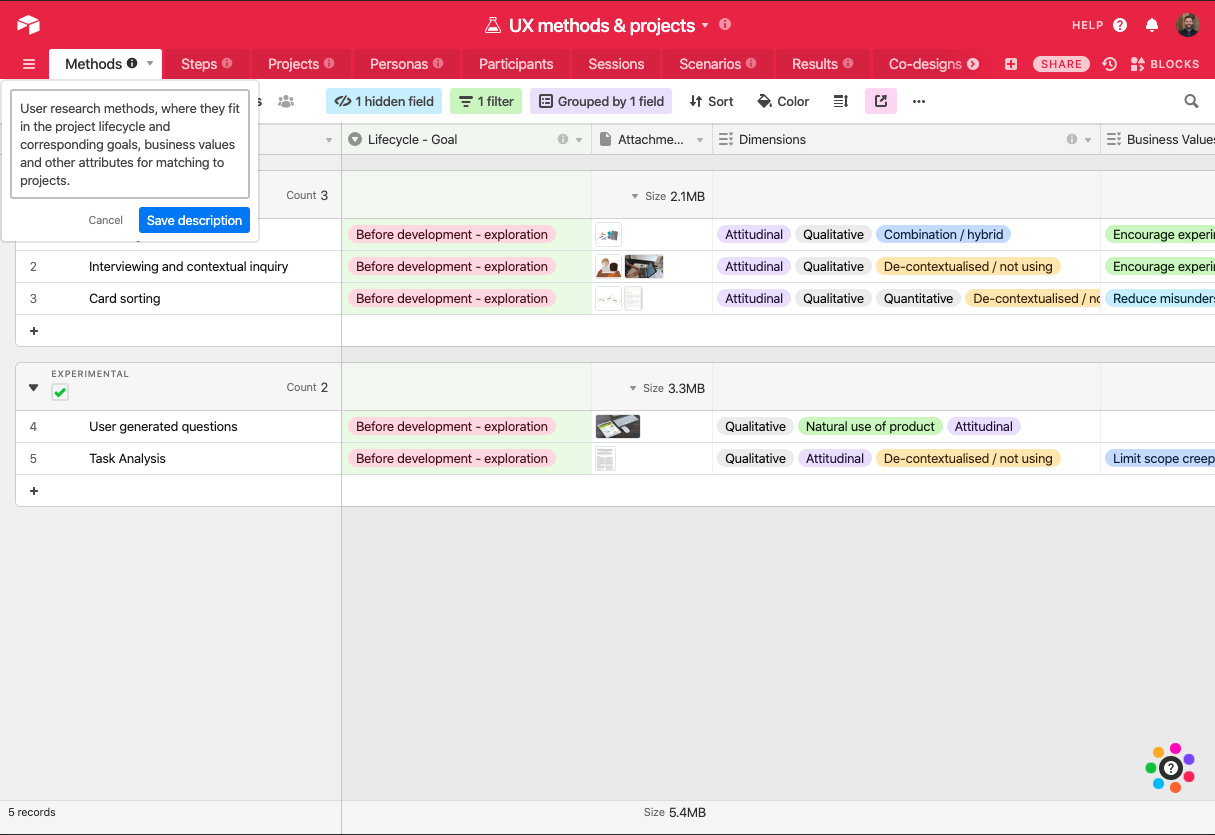 UX methods & projects
HELP
Methods
Steps
Projects
Personas
Participants
Sessions
Scenarios
Results
Co-designs
SHARE
BLOCKS
User research methods, where they fit
in the project lifecycle and
corresponding goals, business values
and other attributes for matching to
projects.
Cancel
Save description
1 hidden field
1 filter
Grouped by 1 field
Sort
Color
Lifecycle - Goal
Attachme...
Dimensions
Business Values
Count 3
Size 2.1MB
Before development - exploration
Attitudinal
Qualitative
Combination / hybrid
Encourage experim
2
Interviewing and contextual inquiry
Before development - exploration
Attitudinal
Qualitative
De-contextualised / not using
Encourage experim
3
Card sorting
Before development - exploration
Attitudinal
Qualitative
Quantitative
De-contextualised / no
Reduce misunders
+
EXPERIMENTAL
Count 2
Size 3.3MB
4
User generated questions
Before development - exploration
Qualitative
Natural use of product
Attitudinal
5
Task Analysis
Before development - exploration
Qualitative
Attitudinal
De-contextualised / not using
Limit scope creep
+
5 records
Size 5.4MB